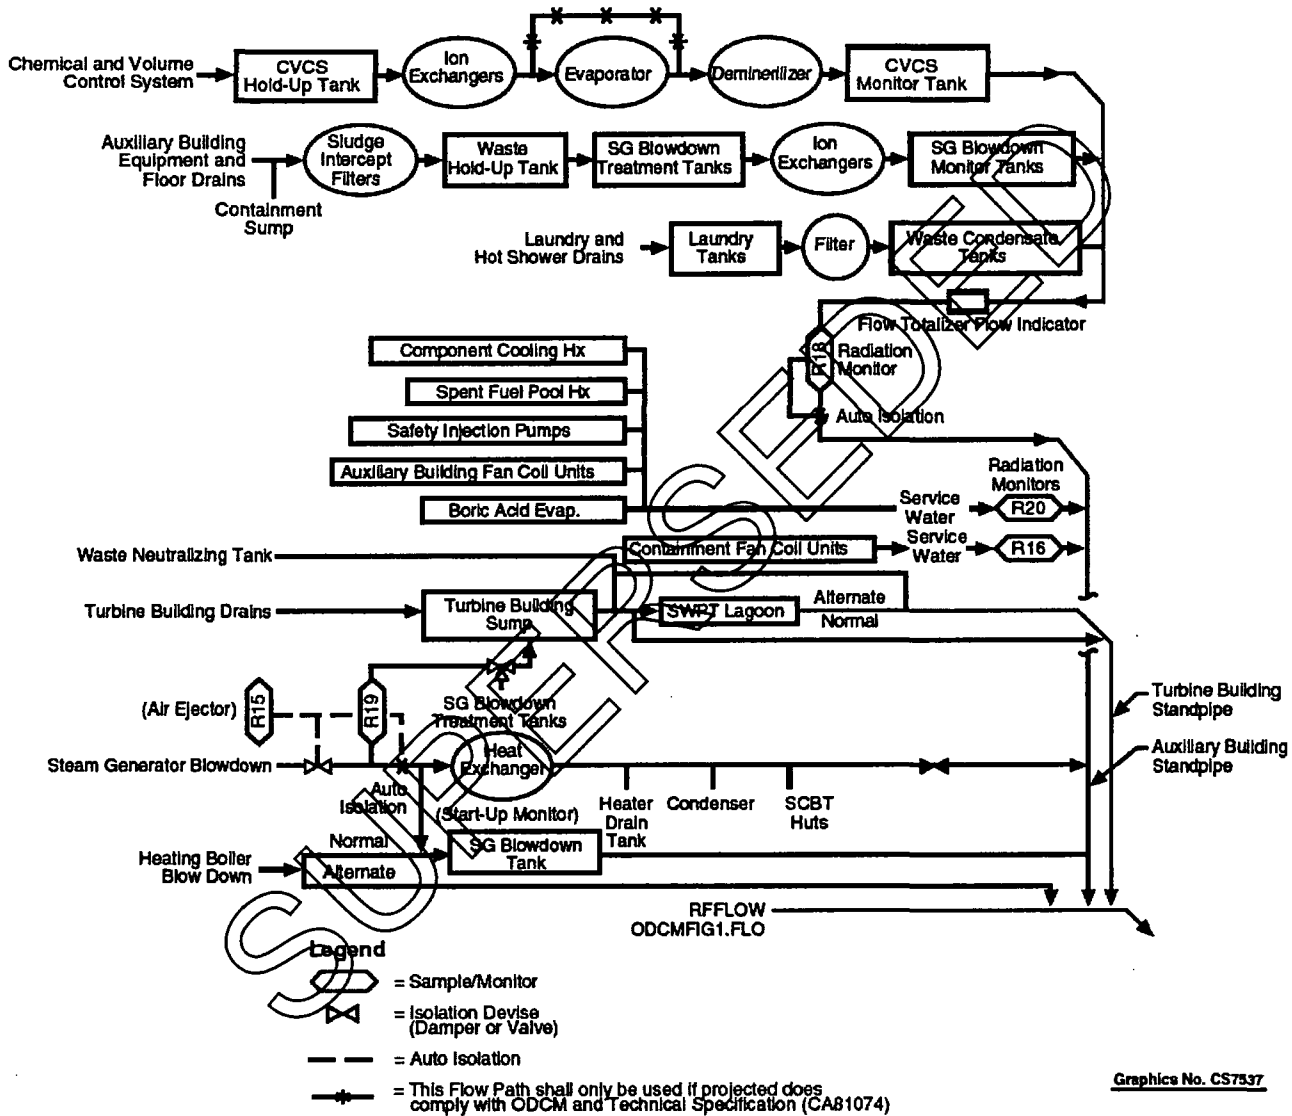 Chemical and Volume
Control System
CVCS
Hold-Up Tank
Ion
Exchangers
Evaporator
Deminerilizer
CVCS
Monitor Tank
Auxiliary Building
Equipment and
Floor Drains
Containment
Sump
Sludge
Intercept
Filters
Waste
Hold-Up Tank
SG Blowdown
Treatment Tanks
Ion
Exchangers
SG Blowdown
Monitor Tanks
Laundry and
Hot Shower Drains
Laundry
Tanks
Filter
Waste Condensate
Tanks
Flow Totalizer Flow Indicator
R18
Radiation
Monitor
Auto Isolation
Component Cooling Hx
Spent Fuel Pool Hx
Safety Injection Pumps
Auxiliary Building Fan Coil Units
Boric Acid Evap.
Service
Water
Radiation
Monitors
R20
Containment Fan Coil Units
Service
Water
R16
Waste Neutralizing Tank
Turbine Building Drains
Turbine Building
Sump
SWPT Lagoon
Alternate
Normal
(Air Ejector)
R15
R19
SG Blowdown
Treatment Tanks
Turbine Building
Standpipe
Auxiliary Building
Standpipe
Steam Generator Blowdown
Auto
Isolation
Heat
Exchanger
(Start-Up Monitor)
Heater
Drain
Tank
Condenser
SCBT
Huts
Heating Boiler
Blow Down
Normal
Alternate
SG Blowdown
Tank
RFFLOW
ODCMFIG1.FLO
SUPERSEDED
Legend
= Sample/Monitor
= Isolation Devise
(Damper or Valve)
= Auto Isolation
= This Flow Path shall only be used if projected does
comply with ODCM and Technical Specification (CA81074)
Graphics No. CS7537